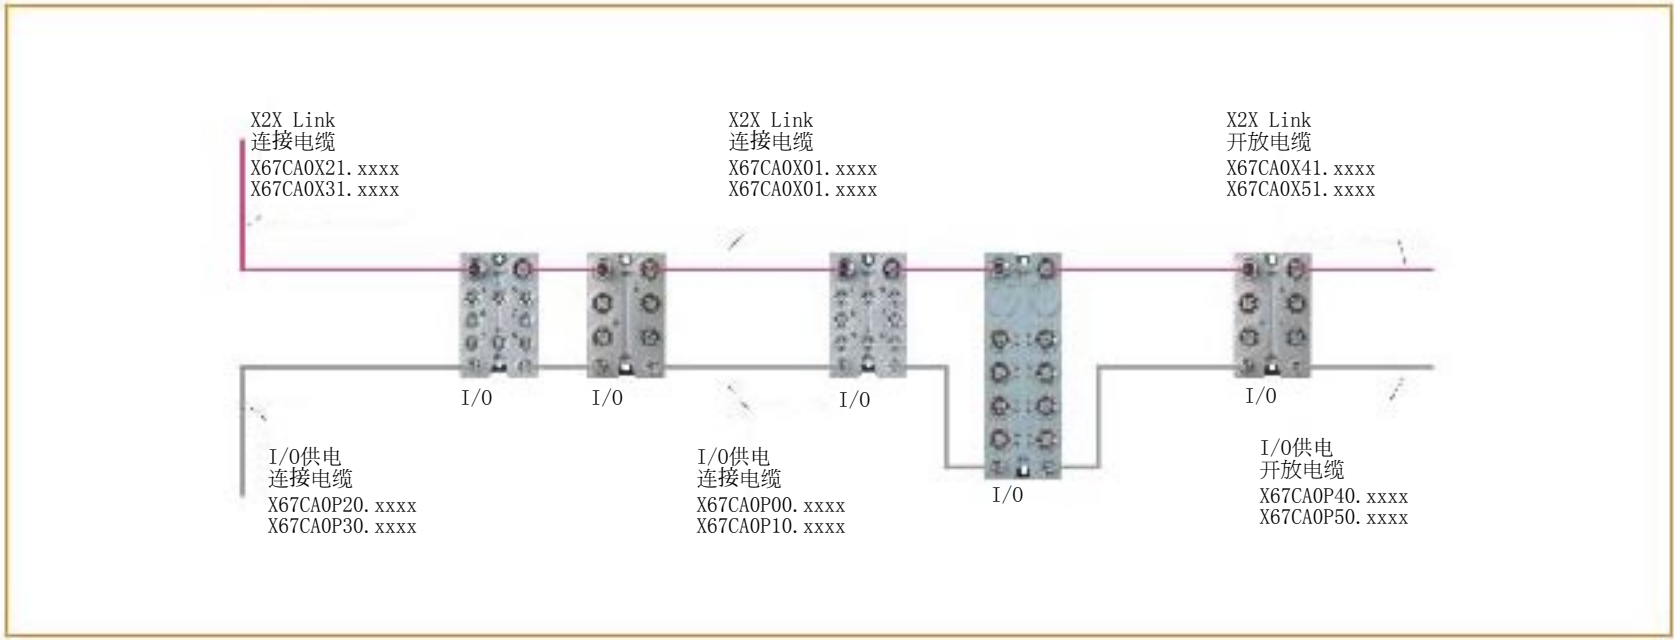 X2X Link
连接电缆
X67CA0X21.xxxx
X67CA0X31.xxxx
X2X Link
连接电缆
X67CA0X01.xxxx
X67CA0X01.xxxx
X2X Link
开放电缆
X67CA0X41.xxxx
X67CA0X51.xxxx
I/O
I/O
I/O
I/O
I/O
I/O供电
连接电缆
X67CA0P20.xxxx
X67CA0P30.xxxx
I/O供电
连接电缆
X67CA0P00.xxxx
X67CA0P10.xxxx
I/O供电
开放电缆
X67CA0P40.xxxx
X67CA0P50.xxxx